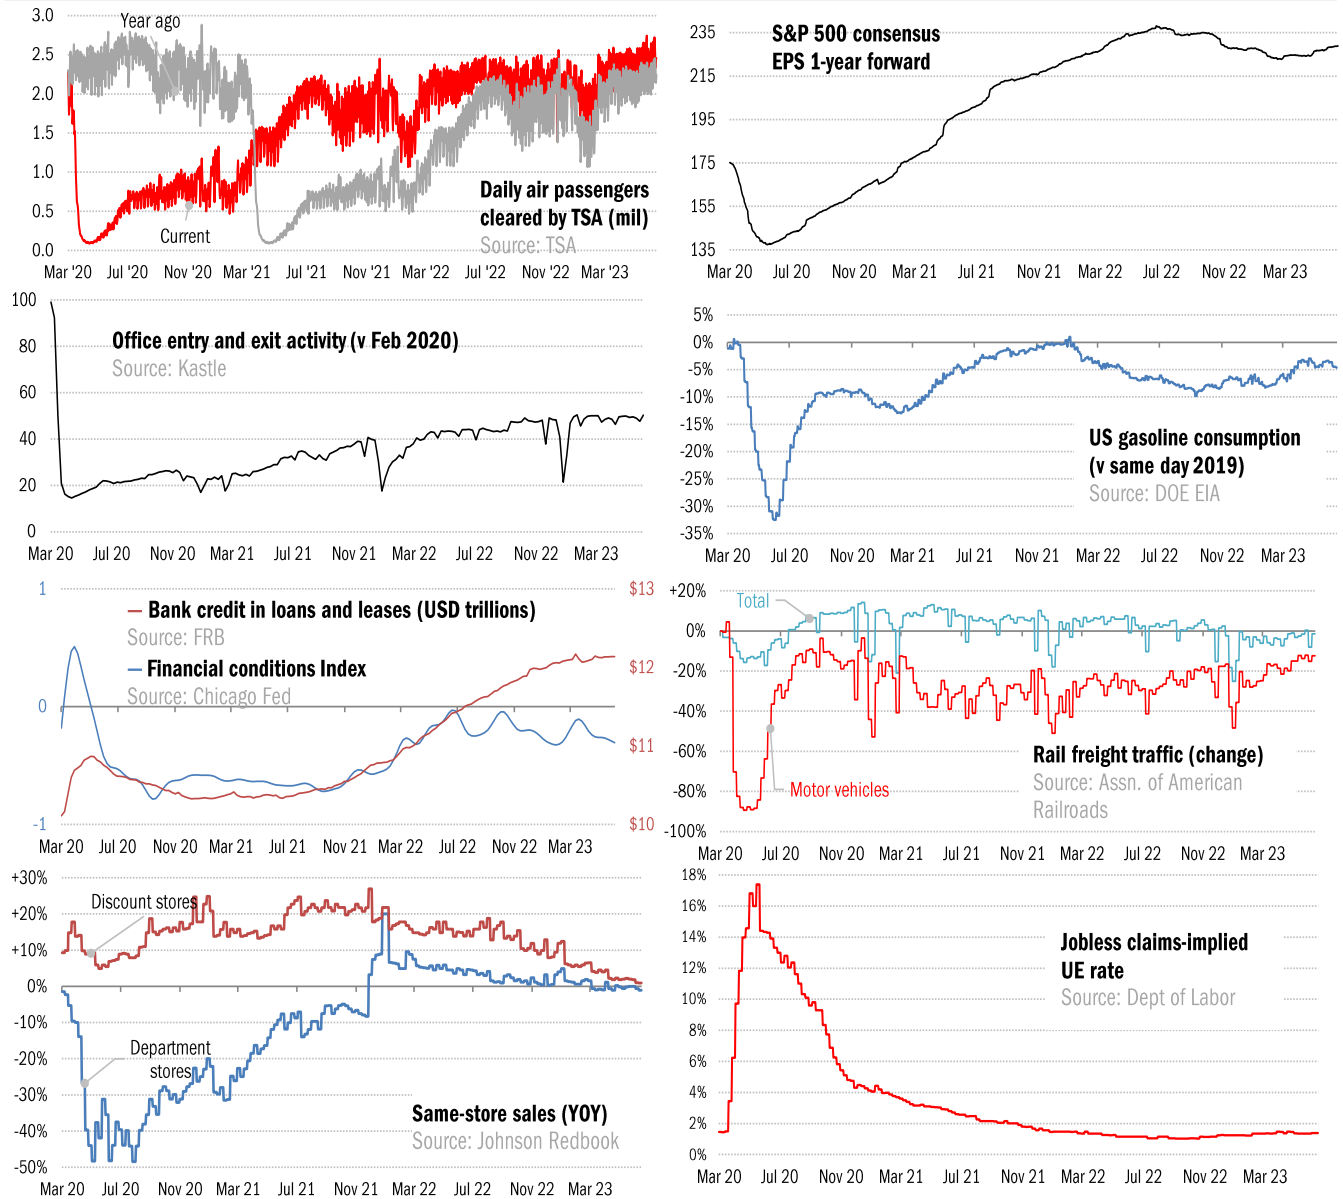 3.0
2.5
2.0
1.5
1.0
0.5
0.0
Year ago
Current
Daily air passengers
cleared by TSA (mil)
Source: TSA
Mar '20 Jul '20 Nov '20 Mar '21 Jul '21 Nov '21 Mar '22 Jul '22 Nov '22 Mar '23
235
215
195
175
155
135
S&P 500 consensus
EPS 1-year forward
Mar 20 Jul 20 Nov 20 Mar 21 Jul 21 Nov 21 Mar 22 Jul 22 Nov 22 Mar 23
100
80
60
40
20
0
Office entry and exit activity (v Feb 2020)
Source: Kastle
Mar 20 Jul 20 Nov 20 Mar 21 Jul 21 Nov 21 Mar 22 Jul 22 Nov 22 Mar 23
5%
0%
-5%
-10%
-15%
-20%
-25%
-30%
-35%
US gasoline consumption
(v same day 2019)
Source: DOE EIA
Mar 20 Jul 20 Nov 20 Mar 21 Jul 21 Nov 21 Mar 22 Jul 22 Nov 22 Mar 23
1
0
-1
Bank credit in loans and leases (USD trillions)
Source: FRB
Financial conditions Index
Source: Chicago Fed
$13
$12
$11
$10
Mar 20 Jul 20 Nov 20 Mar 21 Jul 21 Nov 21 Mar 22 Jul 22 Nov 22 Mar 23
+20%
0%
-20%
-40%
-60%
-80%
-100%
Total
Motor vehicles
Rail freight traffic (change)
Source: Assn. of American
Railroads
Mar 20 Jul 20 Nov 20 Mar 21 Jul 21 Nov 21 Mar 22 Jul 22 Nov 22 Mar 23
+30%
+20%
+10%
0%
-10%
-20%
-30%
-40%
-50%
Discount stores
Department
stores
Same-store sales (YOY)
Source: Johnson Redbook
Mar 20 Jul 20 Nov 20 Mar 21 Jul 21 Nov 21 Mar 22 Jul 22 Nov 22 Mar 23
18%
16%
14%
12%
10%
8%
6%
4%
2%
0%
Jobless claims-implied
UE rate
Source: Dept of Labor
Mar 20 Jul 20 Nov 20 Mar 21 Jul 21 Nov 21 Mar 22 Jul 22 Nov 22 Mar 23